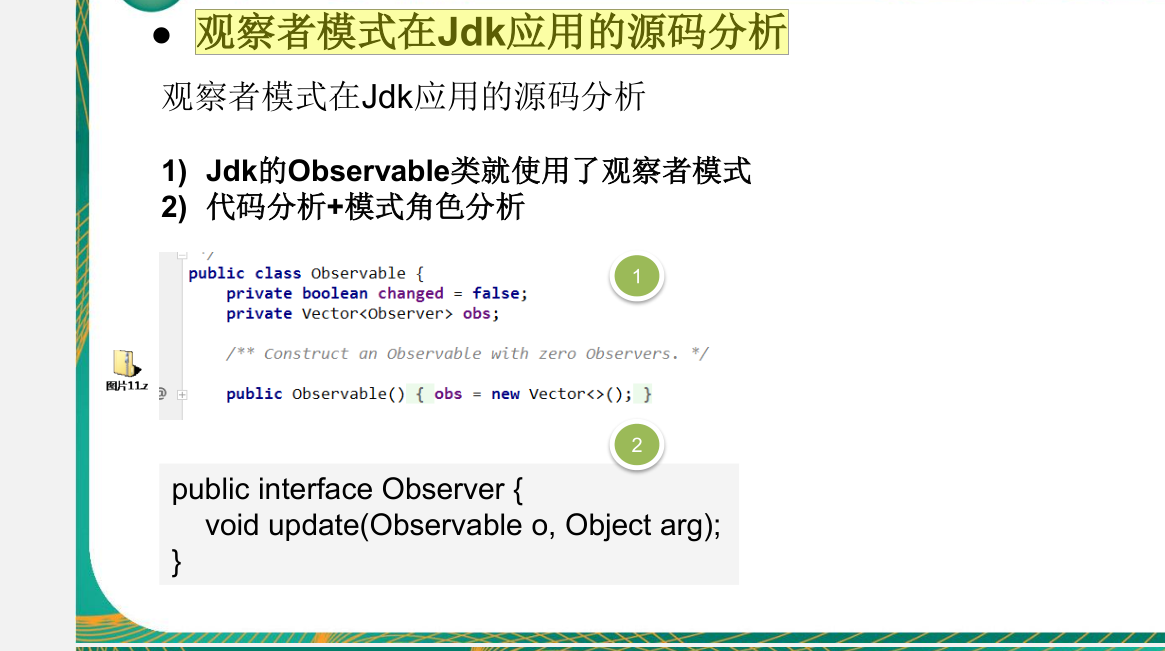 ● 观察者模式在Jdk应用的源码分析
观察者模式在Jdk应用的源码分析
1) Jdk的Observable类就使用了观察者模式
2) 代码分析+模式角色分析
*/
public class Observable {
1
private boolean changed = false;
private Vector<Observer> obs;
/** Construct an Observable with zero Observers. */
图片11.z
@ public Observable() { obs = new Vector<>(); }
2
public interface Observer {
void update(Observable o, Object arg);
}